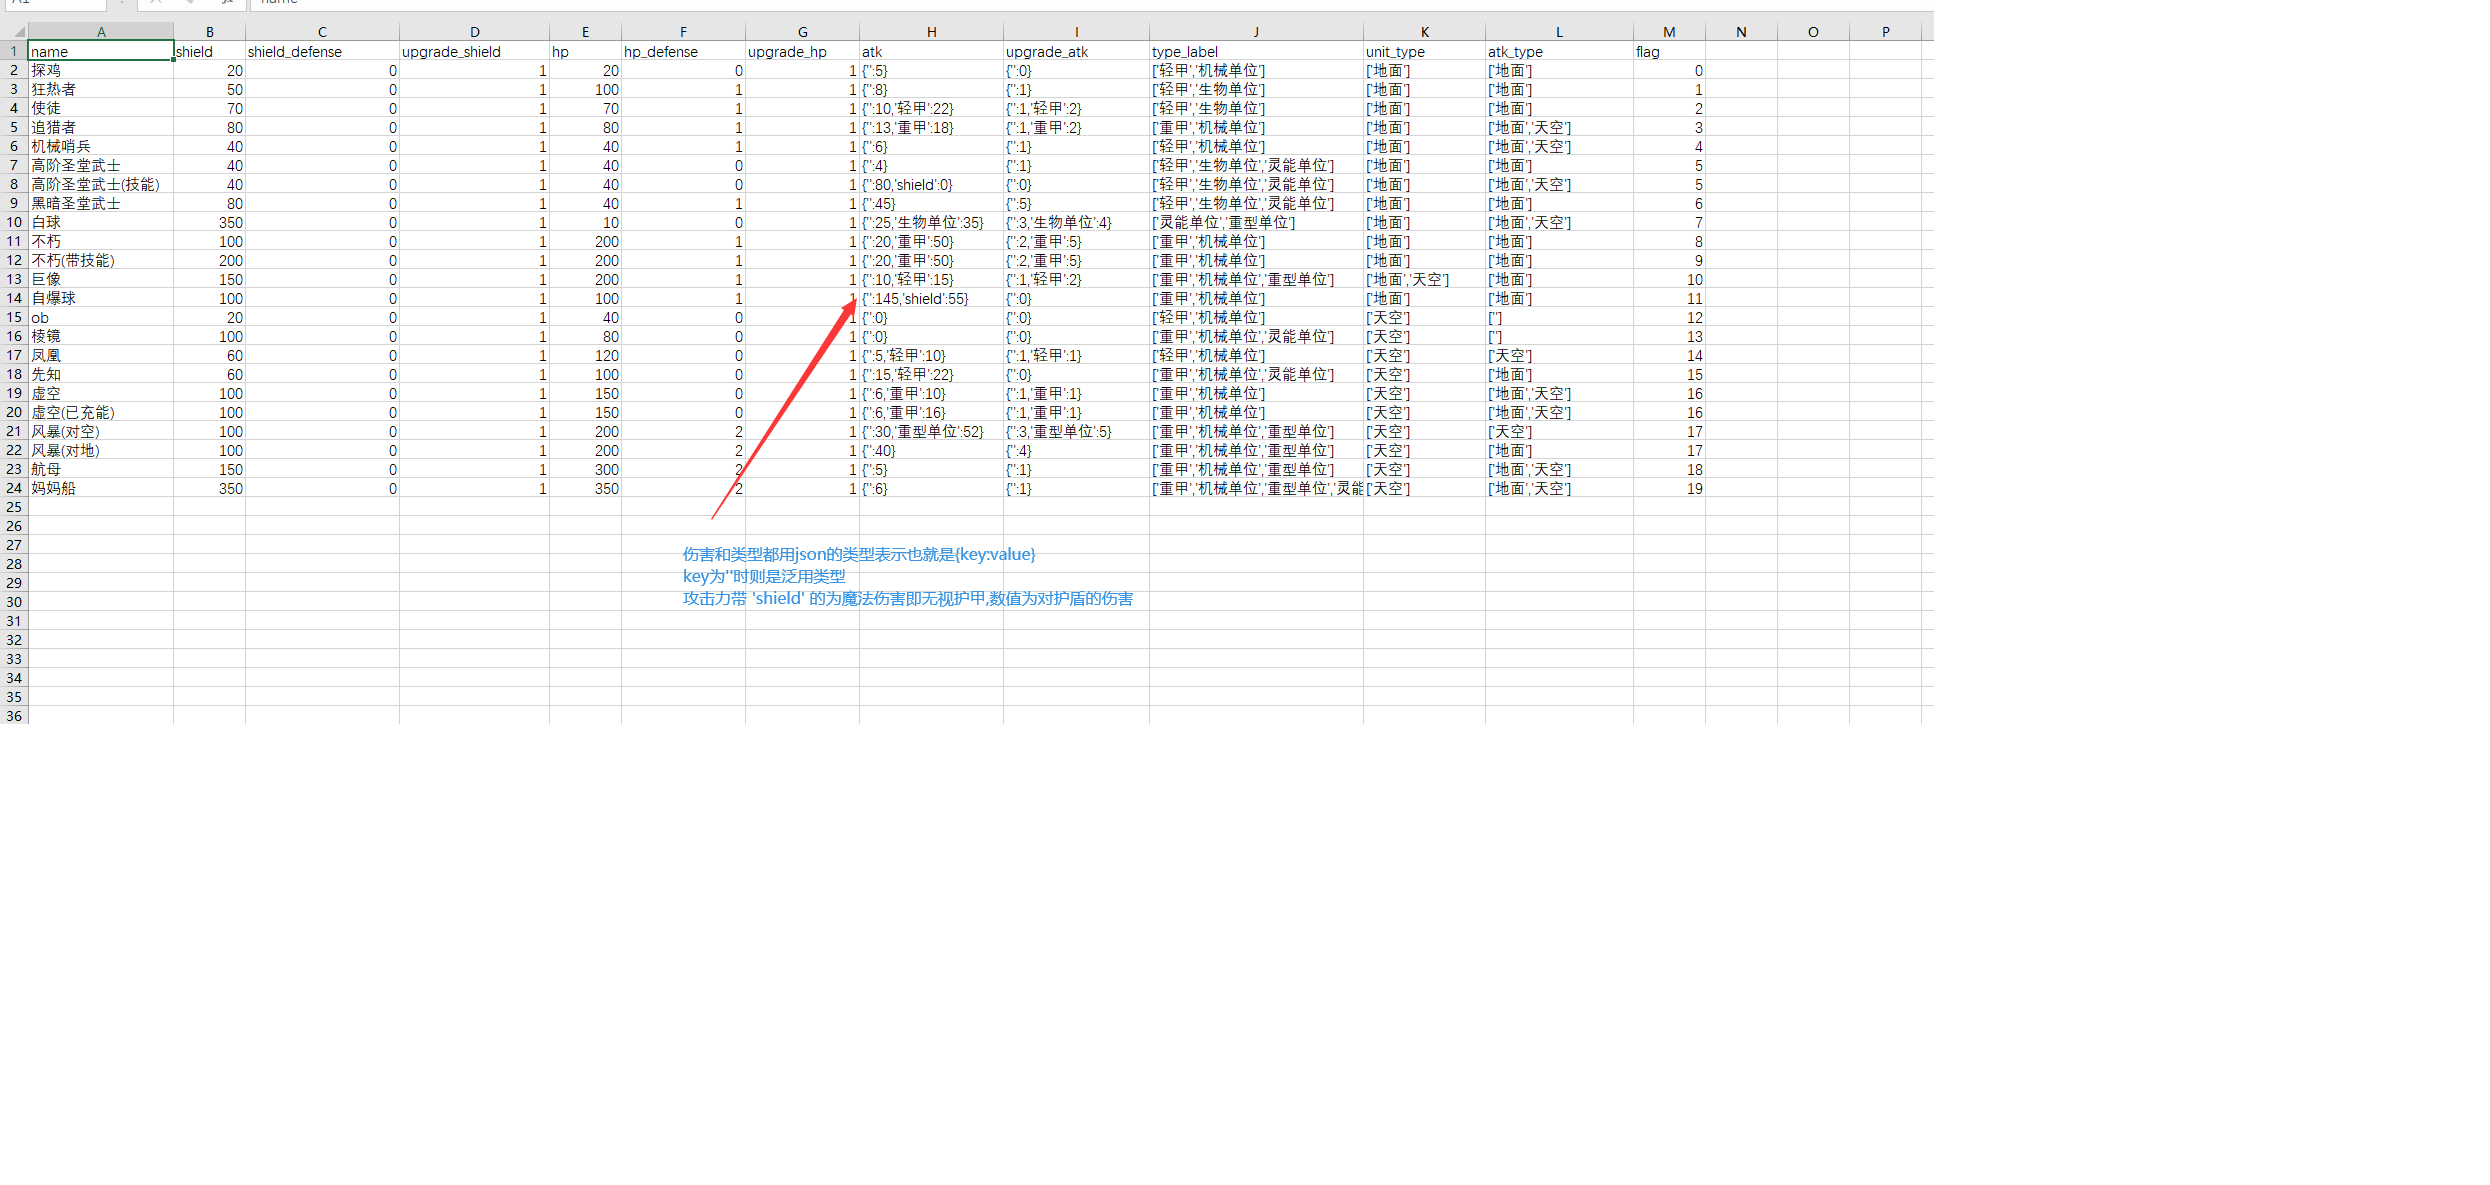 A B C D E F G H I J K L M N O P
1 name shield shield_defense upgrade_shield hp hp_defense upgrade_hp atk upgrade_atk type_label unit_type atk_type flag
2 探鸡 20 0 1 20 0 1 {'':5} {'':0} ['轻甲','机械单位'] ['地面'] ['地面'] 0
3 狂热者 50 0 1 100 1 1 {'':8} {'':1} ['轻甲','生物单位'] ['地面'] ['地面'] 1
4 使徒 70 0 1 70 1 1 {'':10,'轻甲':22} {'':1,'轻甲':2} ['轻甲','生物单位'] ['地面'] ['地面'] 2
5 追猎者 80 0 1 80 1 1 {'':13,'重甲':18} {'':1,'重甲':2} ['重甲','机械单位'] ['地面'] ['地面','天空'] 3
6 机械哨兵 40 0 1 40 1 1 {'':6} {'':1} ['轻甲','机械单位'] ['地面'] ['地面','天空'] 4
7 高阶圣堂武士 40 0 1 40 0 1 {'':4} {'':1} ['轻甲','生物单位','灵能单位'] ['地面'] ['地面'] 5
8 高阶圣堂武士(技能) 40 0 1 40 0 1 {'':80,'shield':0} {'':0} ['轻甲','生物单位','灵能单位'] ['地面'] ['地面','天空'] 5
9 黑暗圣堂武士 80 0 1 40 1 1 {'':45} {'':5} ['轻甲','生物单位','灵能单位'] ['地面'] ['地面'] 6
10 白球 350 0 1 10 0 1 {'':25,'生物单位':35} {'':3,'生物单位':4} ['灵能单位','重型单位'] ['地面'] ['地面','天空'] 7
11 不朽 100 0 1 200 1 1 {'':20,'重甲':50} {'':2,'重甲':5} ['重甲','机械单位'] ['地面'] ['地面'] 8
12 不朽(带技能) 200 0 1 200 1 1 {'':20,'重甲':50} {'':2,'重甲':5} ['重甲','机械单位'] ['地面'] ['地面'] 9
13 巨像 150 0 1 200 1 1 {'':10,'轻甲':15} {'':1,'轻甲':2} ['重甲','机械单位','重型单位'] ['地面','天空'] ['地面'] 10
14 自爆球 100 0 1 100 1 1 {'':145,'shield':55} {'':0} ['重甲','机械单位'] ['地面'] ['地面'] 11
15 ob 20 0 1 40 0 1 {'':0} {'':0} ['轻甲','机械单位'] ['天空'] [''] 12
16 棱镜 100 0 1 80 0 1 {'':0} {'':0} ['重甲','机械单位','灵能单位'] ['天空'] [''] 13
17 凤凰 60 0 1 120 0 1 {'':5,'轻甲':10} {'':1,'轻甲':1} ['轻甲','机械单位'] ['天空'] ['天空'] 14
18 先知 60 0 1 100 0 1 {'':15,'轻甲':22} {'':0} ['重甲','机械单位','灵能单位'] ['天空'] ['地面'] 15
19 虚空 100 0 1 150 0 1 {'':6,'重甲':10} {'':1,'重甲':1} ['重甲','机械单位'] ['天空'] ['地面','天空'] 16
20 虚空(已充能) 100 0 1 150 0 1 {'':6,'重甲':16} {'':1,'重甲':1} ['重甲','机械单位'] ['天空'] ['地面','天空'] 16
21 风暴(对空) 100 0 1 200 2 1 {'':30,'重型单位':52} {'':3,'重型单位':5} ['重甲','机械单位','重型单位'] ['天空'] ['天空'] 17
22 风暴(对地) 100 0 1 200 2 1 {'':40} {'':4} ['重甲','机械单位','重型单位'] ['天空'] ['地面'] 17
23 航母 150 0 1 300 2 1 {'':5} {'':1} ['重甲','机械单位','重型单位'] ['天空'] ['地面','天空'] 18
24 妈妈船 350 0 1 350 2 1 {'':6} {'':1} ['重甲','机械单位','重型单位','灵能 ['天空'] ['地面','天空'] 19
25
26
27
伤害和类型都用json的类型表示也就是{key:value}
28
key为''时则是泛用类型
29
攻击力带 'shield' 的为魔法伤害即无视护甲,数值为对护盾的伤害
30
31
32
33
34
35
36